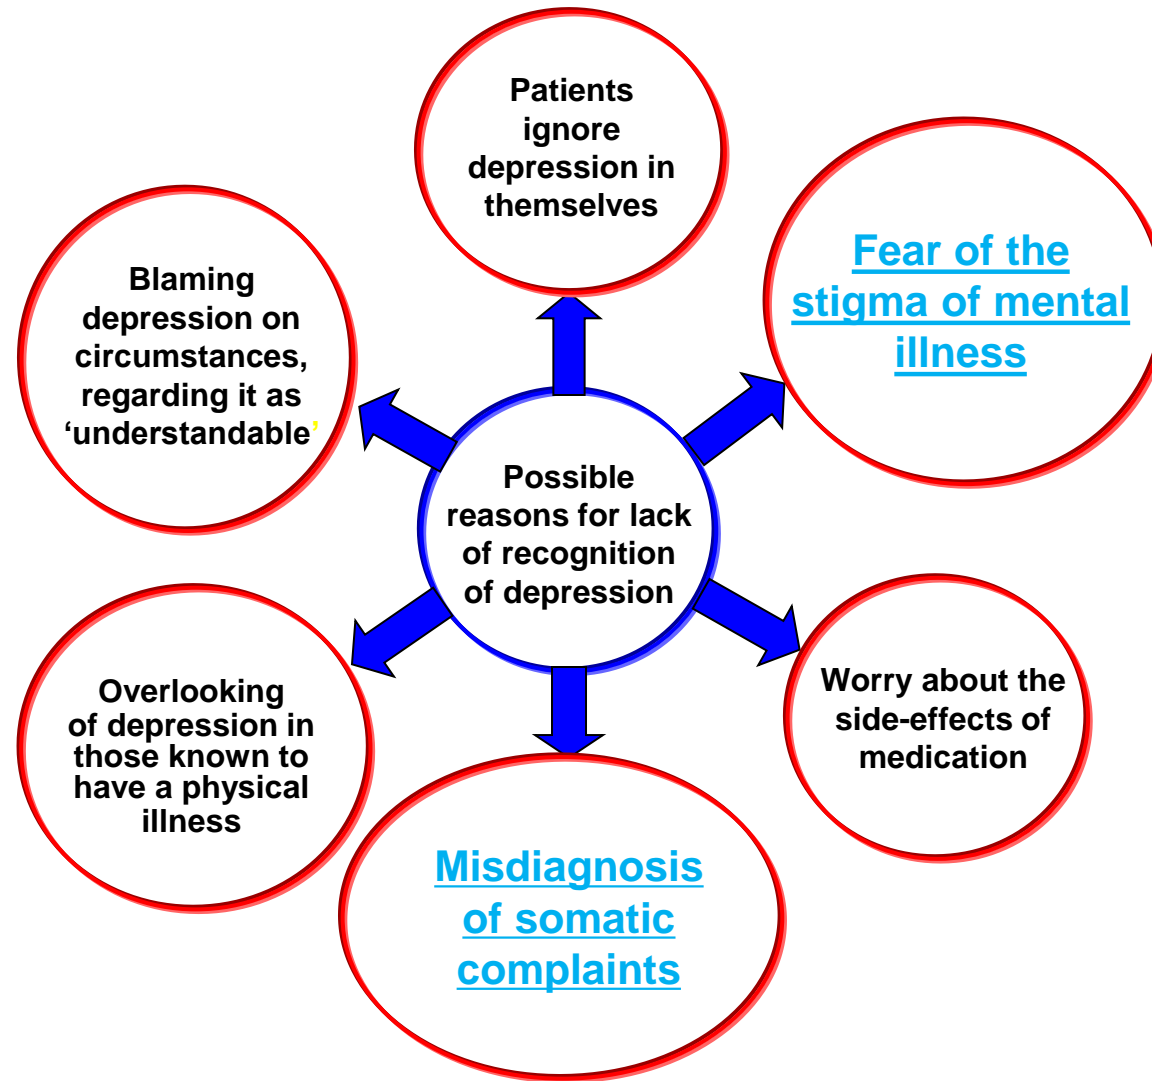 Patients
ignore
depression in
themselves
Fear of the
stigma of mental
illness
Blaming
depression on
circumstances,
regarding it as
‘understandable’
Possible
reasons for lack
of recognition
of depression
Worry about the
side-effects of
medication
Overlooking
of depression in
those known to
have a physical
illness
Misdiagnosis
of somatic
complaints